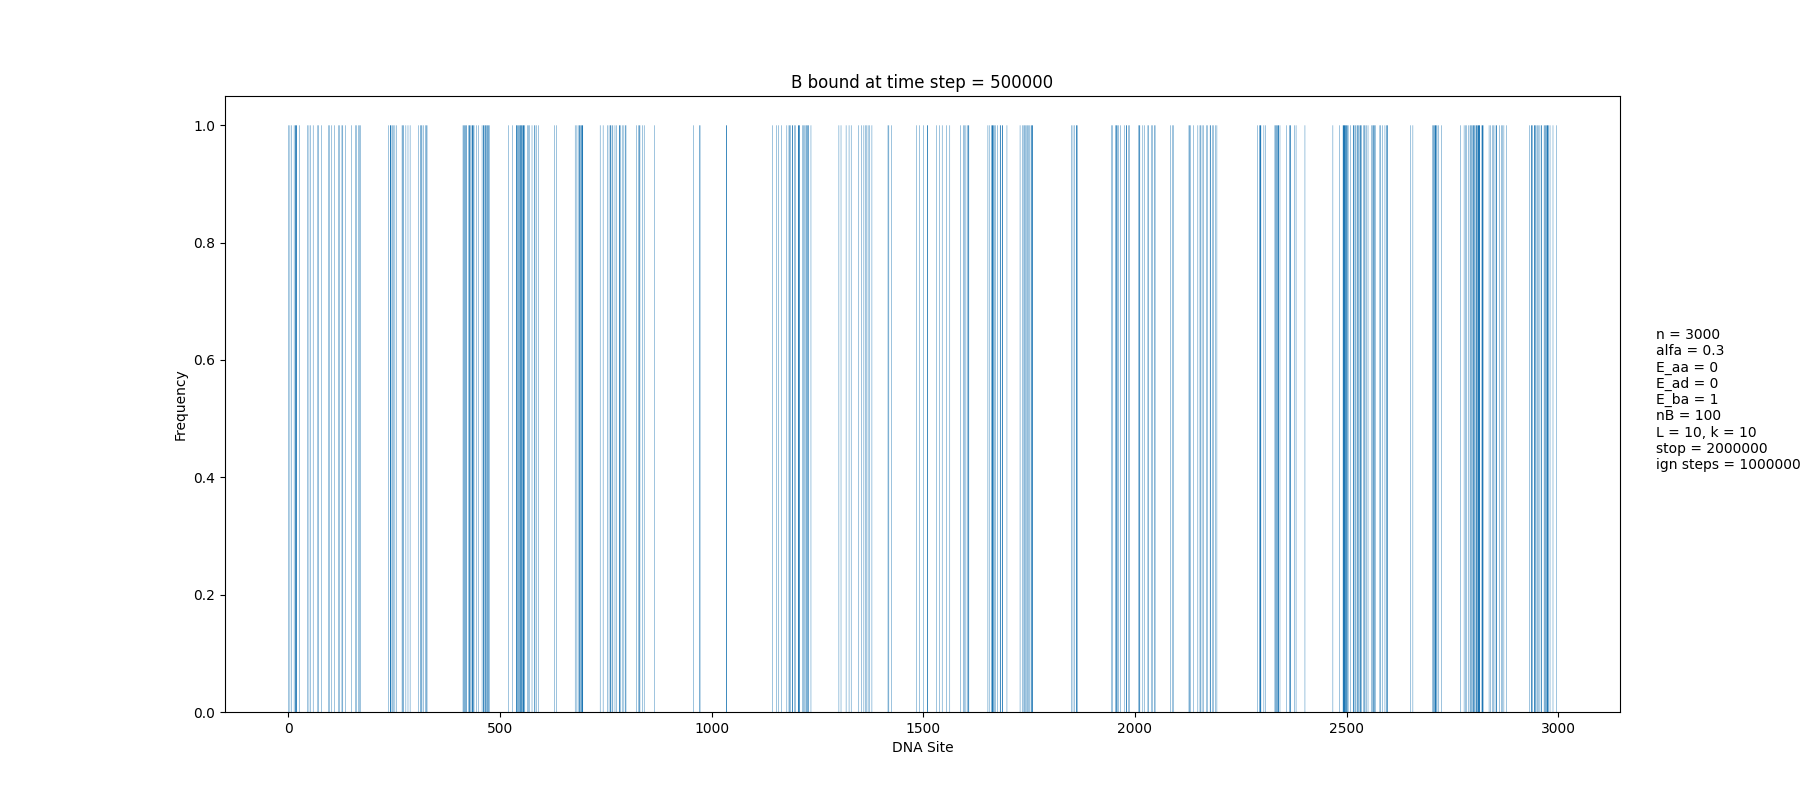 B bound at time step = 500000
1.0
0.8
0.6
0.4
0.2
0.0
Frequency
0 500 1000 1500 2000 2500 3000
DNA Site
n = 3000
alfa = 0.3
E_aa = 0
E_ad = 0
E_ba = 1
nB = 100
L = 10, k = 10
stop = 2000000
ign steps = 1000000